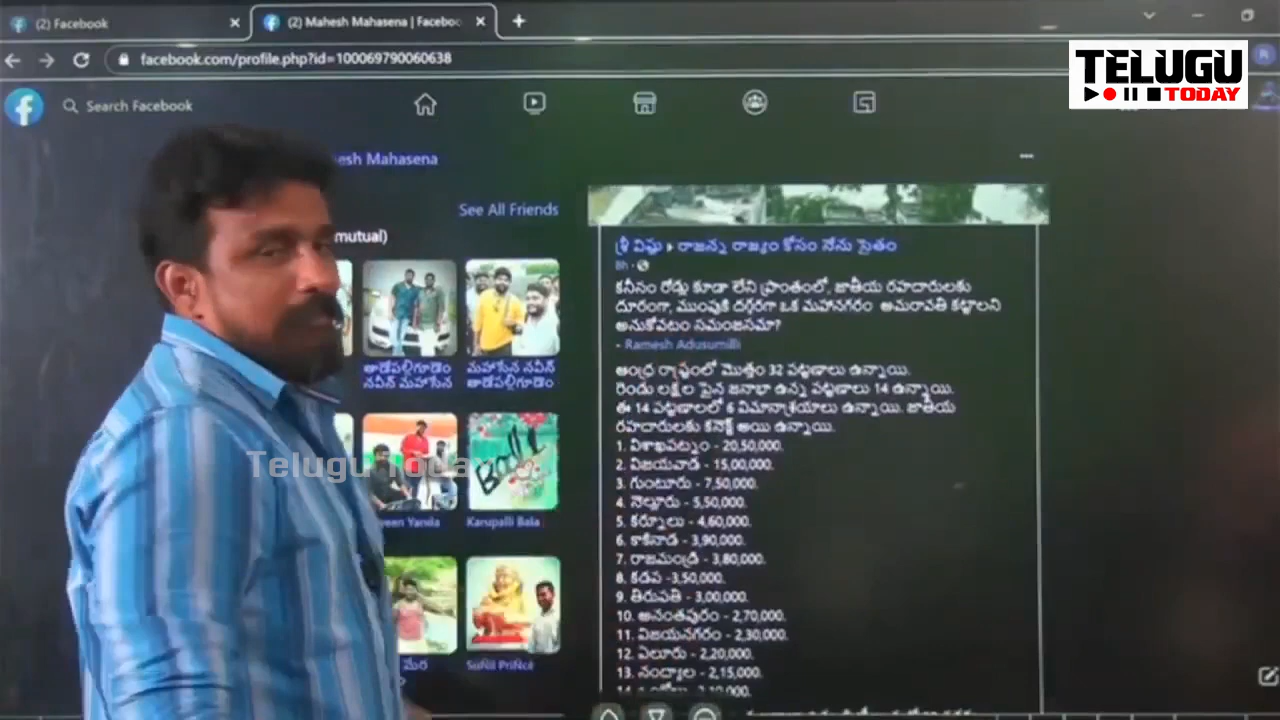 (2) Facebook
(2) Mahesh Mahasena | Faceboo
facebook.com/profile.php?id=100069790060638
TELUGU
TODAY
Search Facebook
esh Mahasena
See All Friends
mutual)
తాడేపల్లిగూడెం
నవీన్ మహాసేన
మహాసేన నవీన్
తాడేపల్లిగూడెం
Telugu Today
veen Yanda
Karupalli Bala
మేర
SuNil PriNcé
శ్రీ విష్ణు ▸ రాజన్న రాజ్యం కోసం నేను సైతం
8h ·
కనీసం రోడ్లు కూడా లేని ప్రాంతంలో, జాతీయ రహదారులకు
దూరంగా, ముంపుకి దగ్గరగా ఒక మహానగరం అమరావతి కట్టాలని
అనుకోవటం సమంజసమా?
- Ramesh Adusumilli
ఆంధ్ర రాష్ట్రంలో మొత్తం 32 పట్టణాలు ఉన్నాయి.
రెండు లక్షల పైన జనాభా ఉన్న పట్టణాలు 14 ఉన్నాయి.
ఈ 14 పట్టణాలలో 6 విమానాశ్రయాలు ఉన్నాయి. జాతీయ
రహదారులకు కనెక్ట్ అయి ఉన్నాయి.
1. విశాఖపట్నం - 20,50,000.
2. విజయవాడ - 15,00,000.
3. గుంటూరు - 7,50,000.
4. నెల్లూరు - 5,50,000.
5. కర్నూలు - 4,60,000.
6. కాకినాడ - 3,90,000.
7. రాజమండ్రి - 3,80,000.
8. కడప -3,50,000.
9. తిరుపతి - 3,00,000.
10. అనంతపురం - 2,70,000.
11. విజయనగరం - 2,30,000.
12. ఏలూరు - 2,20,000.
13. నంద్యాల - 2,15,000.